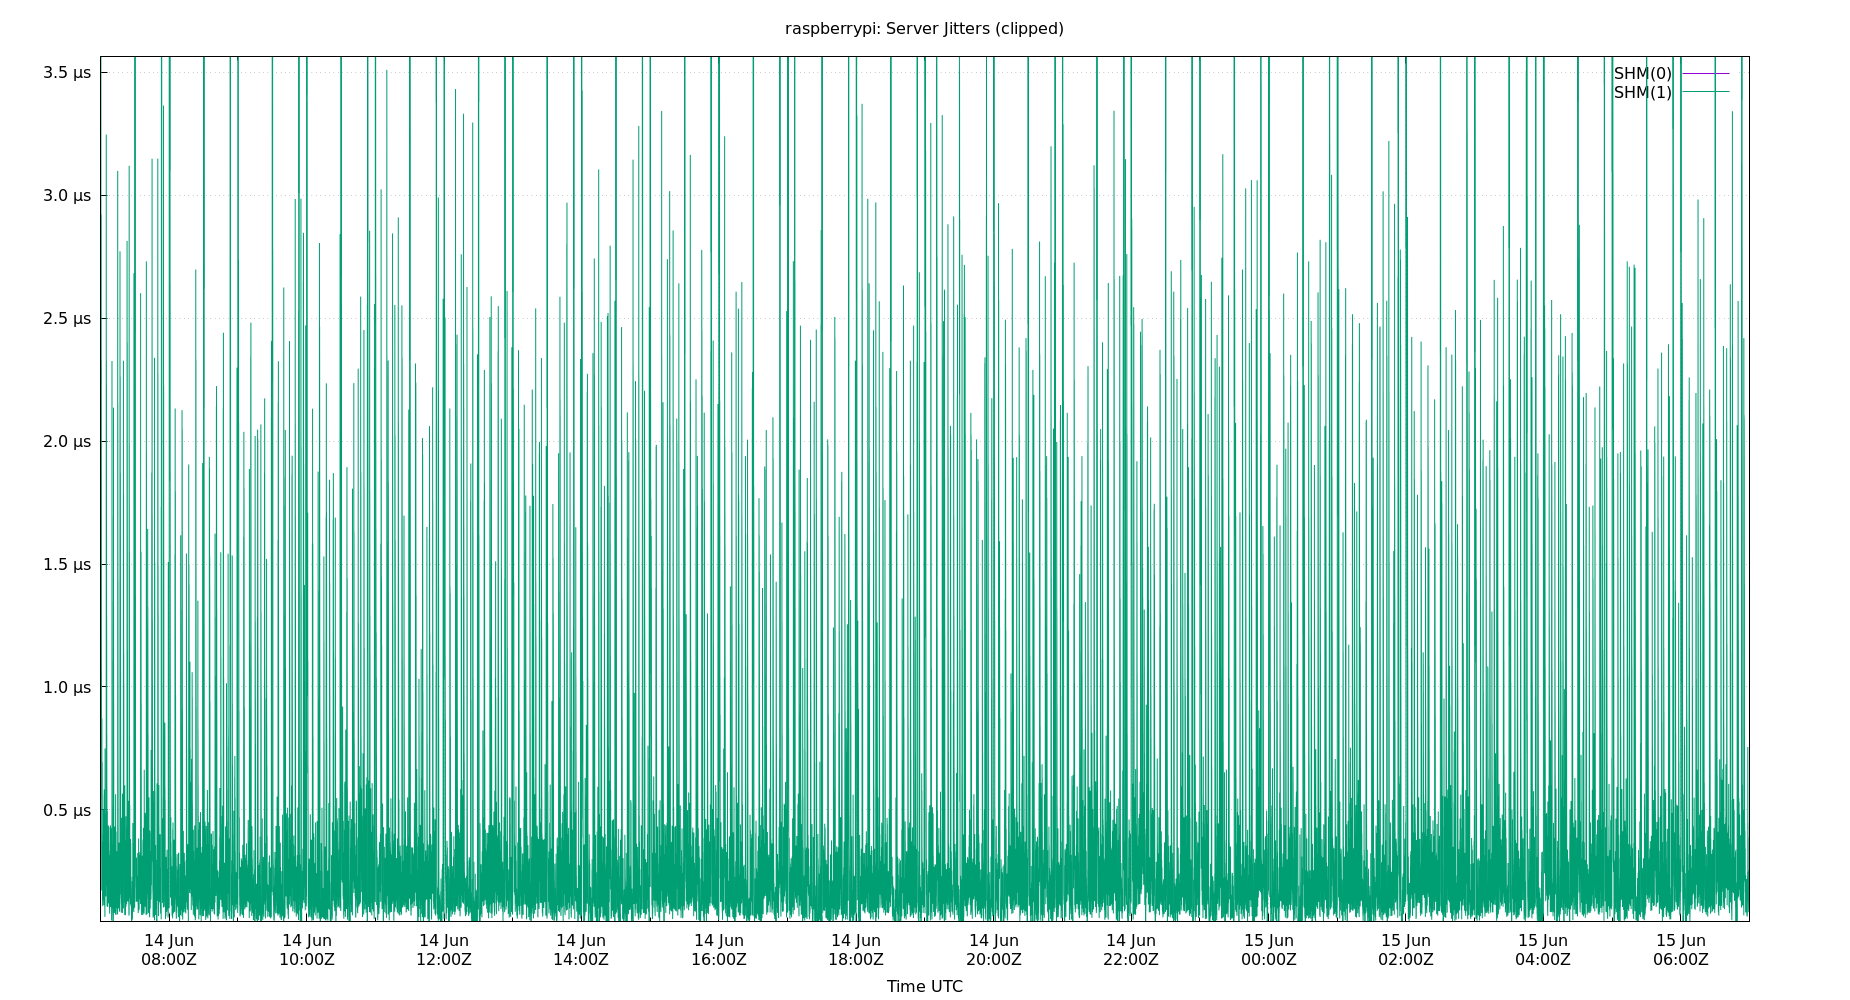 raspberrypi: Server Jitters (clipped)
3.5 µs
3.0 µs
2.5 µs
2.0 µs
1.5 µs
1.0 µs
0.5 µs
SHM(0)
SHM(1)
14 Jun 14 Jun 14 Jun 14 Jun 14 Jun 14 Jun 14 Jun 14 Jun 15 Jun 15 Jun 15 Jun 15 Jun
08:00Z 10:00Z 12:00Z 14:00Z 16:00Z 18:00Z 20:00Z 22:00Z 00:00Z 02:00Z 04:00Z 06:00Z
Time UTC